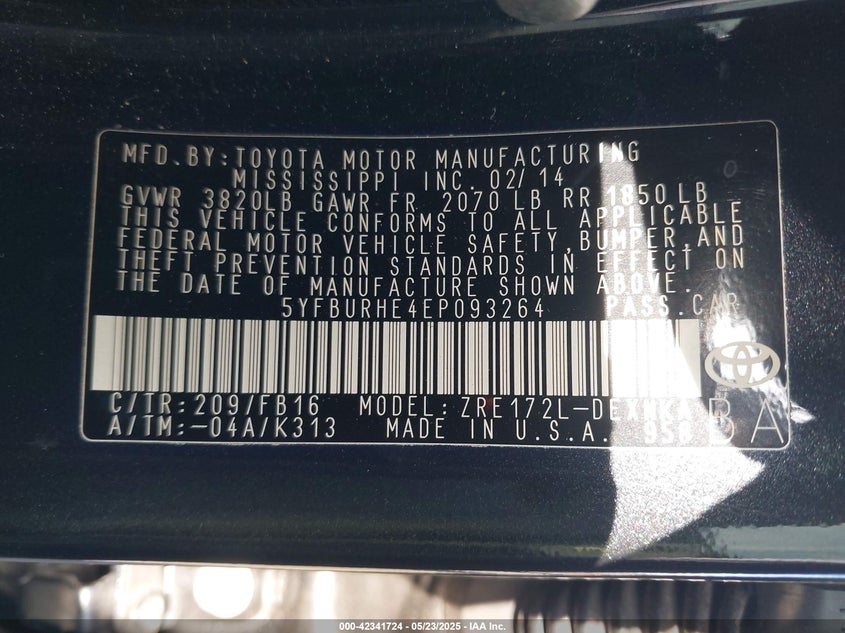 MFD.BY:TOYOTA MOTOR MANUFACTURING
MISSISSIPPI INC. 02/14
GVWR 3820LB GAWR FR 2070 LB RR 1850 LB
THIS VEHICLE CONFORMS TO ALL APPLICABLE
FEDERAL MOTOR VEHICLE SAFETY,BUMPER,AND
THEFT PREVENTION STANDARDS IN EFFECT ON
THE DATE OF MANUFACTURE SHOWN ABOVE.
5YFBURHE4EP093264 PASS.CAR
C/TR:209/FB16 MODEL:
A/TM:-04A/K313 MADE IN U.S.A. BA
000-42341724 — 05/23/2025 — IAA Inc.